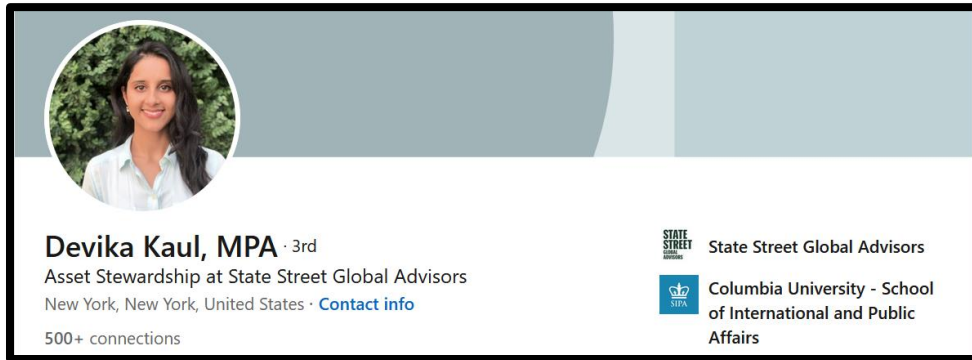 Devika Kaul, MPA · 3rd
Asset Stewardship at State Street Global Advisors
New York, New York, United States · Contact info
500+ connections
STATE
STREET
GLOBAL
ADVISORS
State Street Global Advisors
SIPA
Columbia University - School
of International and Public
Affairs